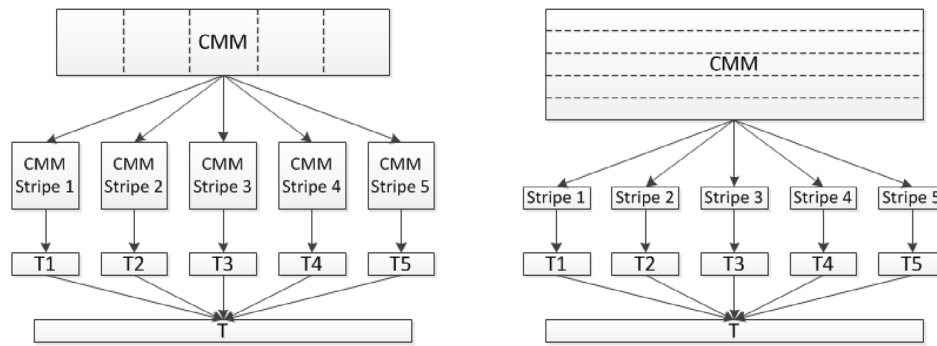 CMM
CMM
Stripe 1
CMM
Stripe 2
CMM
Stripe 3
CMM
Stripe 4
CMM
Stripe 5
T1
T2
T3
T4
T5
T
CMM
Stripe 1
Stripe 2
Stripe 3
Stripe 4
Stripe 5
T1
T2
T3
T4
T5
T